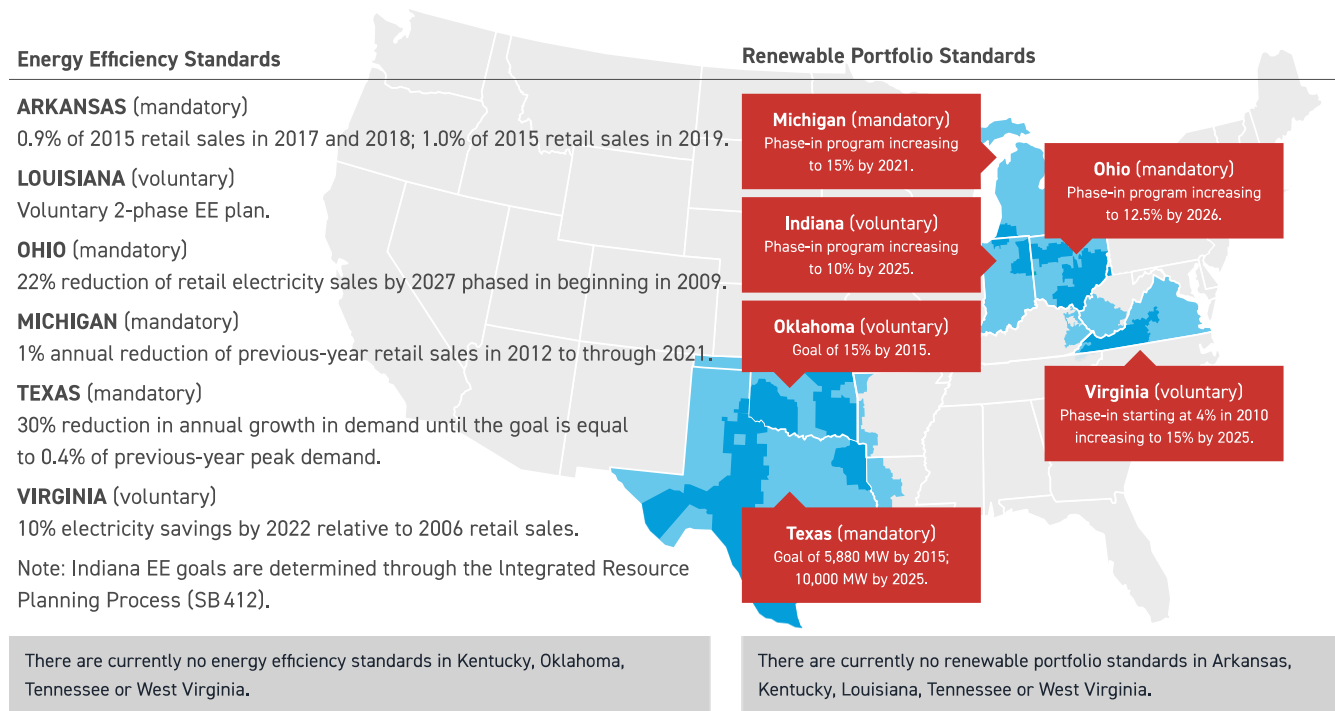 Energy Efficiency Standards
ARKANSAS (mandatory)
0.9% of 2015 retail sales in 2017 and 2018; 1.0% of 2015 retail sales in 2019.
LOUISIANA (voluntary)
Voluntary 2-phase EE plan.
OHIO (mandatory)
22% reduction of retail electricity sales by 2027 phased in beginning in 2009.
MICHIGAN (mandatory)
1% annual reduction of previous-year retail sales in 2012 to through 2021.
TEXAS (mandatory)
30% reduction in annual growth in demand until the goal is equal
to 0.4% of previous-year peak demand.
VIRGINIA (voluntary)
10% electricity savings by 2022 relative to 2006 retail sales.
Note: Indiana EE goals are determined through the Integrated Resource
Planning Process (SB 412).
There are currently no energy efficiency standards in Kentucky, Oklahoma,
Tennessee or West Virginia.
Renewable Portfolio Standards
Michigan (mandatory)
Phase-in program increasing
to 15% by 2021.
Ohio (mandatory)
Phase-in program increasing
to 12.5% by 2026.
Indiana (voluntary)
Phase-in program increasing
to 10% by 2025.
Oklahoma (voluntary)
Goal of 15% by 2015.
Virginia (voluntary)
Phase-in starting at 4% in 2010
increasing to 15% by 2025.
Texas (mandatory)
Goal of 5,880 MW by 2015;
10,000 MW by 2025.
There are currently no renewable portfolio standards in Arkansas,
Kentucky, Louisiana, Tennessee or West Virginia.